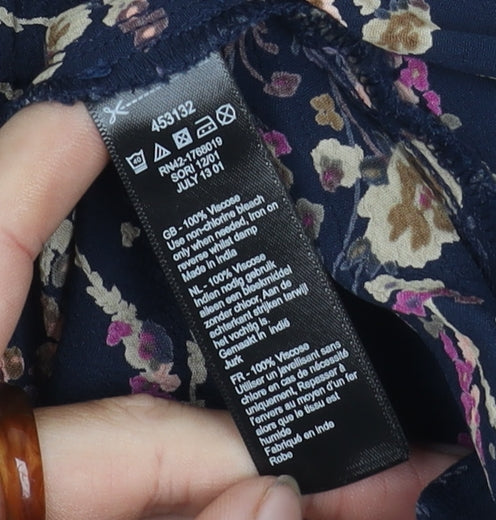 453132
40
RN42-1768019
SORI 12/01
JULY 13 01
GB - 100% Viscose
Use non-chlorine bleach
only when needed, Iron on
reverse whilst damp
Made in India
NL - 100% Viscose
Indien nodig gebruik
alleen een bleekmiddel
zonder chloor, Aan de
achterkant strijken terwijl
het vochtig is.
Gemaakt in indie
Jurk
FR - 100% Viscose
Utiliser un javellisant sans
chlore en cas de nécessité
uniquement. Repasser à
l'envers au moyen d'un fer
alors que le tissu est
humide
Fabriqué en inde
Robe